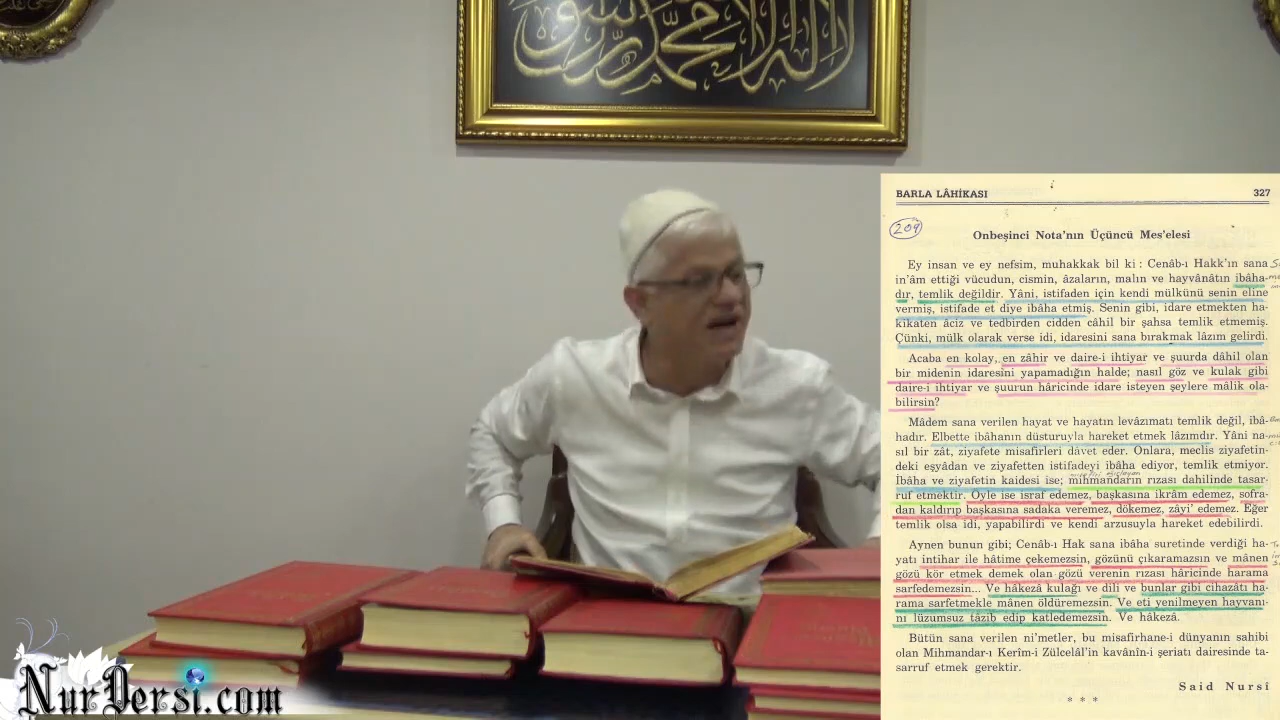 لا اله الا الله محمد رسول الله
BARLA LÂHİKASI 327
209
Onbeşinci Nota'nın Üçüncü Mes'elesi
Ey insan ve ey nefsim, muhakkak bil ki : Cenâb-ı Hakk'ın sana
in'âm ettiği vücudun, cismin, âzaların, malın ve hayvânâtın ibâha-
dır, temlik değildir. Yâni, istifaden için kendi mülkünü senin eline
vermiş, istifade et diye ibâha etmiş. Senin gibi, idare etmekten ha-
kikaten âciz ve tedbirden cidden câhil bir şahsa temlik etmemiş.
Çünki, mülk olarak verse idi, idaresini sana bırakmak lâzım gelirdi.
Acaba en kolay, en zâhir ve daire-i ihtiyar ve şuurda dâhil olan
bir midenin idaresini yapamadığın halde; nasıl göz ve kulak gibi
daire-i ihtiyar ve şuurun hâricinde idare isteyen şeylere mâlik ola-
bilirsin?
Mâdem sana verilen hayat ve hayatın levâzımatı temlik değil, ibâ-
hadır. Elbette ibâhanın düsturuyla hareket etmek lâzımdır. Yâni na-
sıl bir zât, ziyafete misafirleri dâvet eder. Onlara, meclis ziyafetin-
deki eşyâdan ve ziyafetten istifadeyi ibâha ediyor, temlik etmiyor.
İbâha ve ziyafetin kaidesi ise; mihmandarın rızası dahilinde tasar-
ruf etmektir. Öyle ise israf edemez, başkasına ikrâm edemez, sofra-
dan kaldırıp başkasına sadaka veremez, dökemez, zâyi' edemez. Eğer
temlik olsa idi, yapabilirdi ve kendi arzusuyla hareket edebilirdi.
Aynen bunun gibi; Cenâb-ı Hak sana ibâha suretinde verdiği ha-
yatı intihar ile hâtime çekemezsin, gözünü çıkaramazsın ve mânen
gözü kör etmek demek olan gözü verenin rızası hâricinde harama
sarfedemezsin... Ve hâkezâ kulağı ve dili ve bunlar gibi cihazâtı ha-
rama sarfetmekle mânen öldüremezsin. Ve eti yenilmeyen hayvanı-
nı lüzumsuz tâzib edip katledemezsin. Ve hâkezâ.
Bütün sana verilen ni'metler, bu misafirhane-i dünyanın sahibi
olan Mihmandar-ı Kerîm-i Zülcelâl'in kavânîn-i şeriatı dairesinde ta-
sarruf etmek gerektir.
Said Nursî
* * *
NurDersi.com